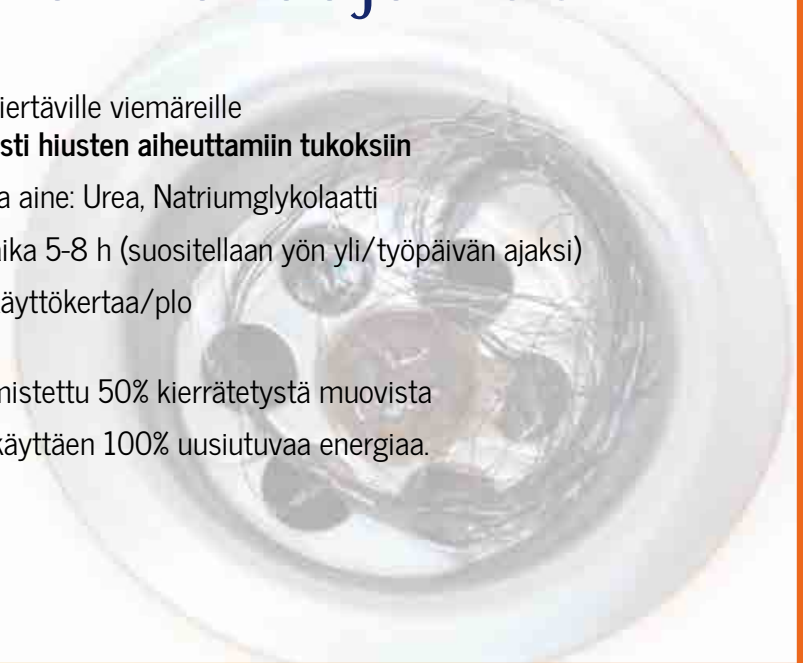 iertäville viemäreille
sti hiusten aiheuttamiin tukoksiin
a aine: Urea, Natriumglykolaatti
ika 5-8 h (suositellaan yön yli/työpäivän ajaksi)
äyttökertaa/plo
mistettu 50% kierrätetystä muovista
käyttäen 100% uusiutuvaa energiaa.